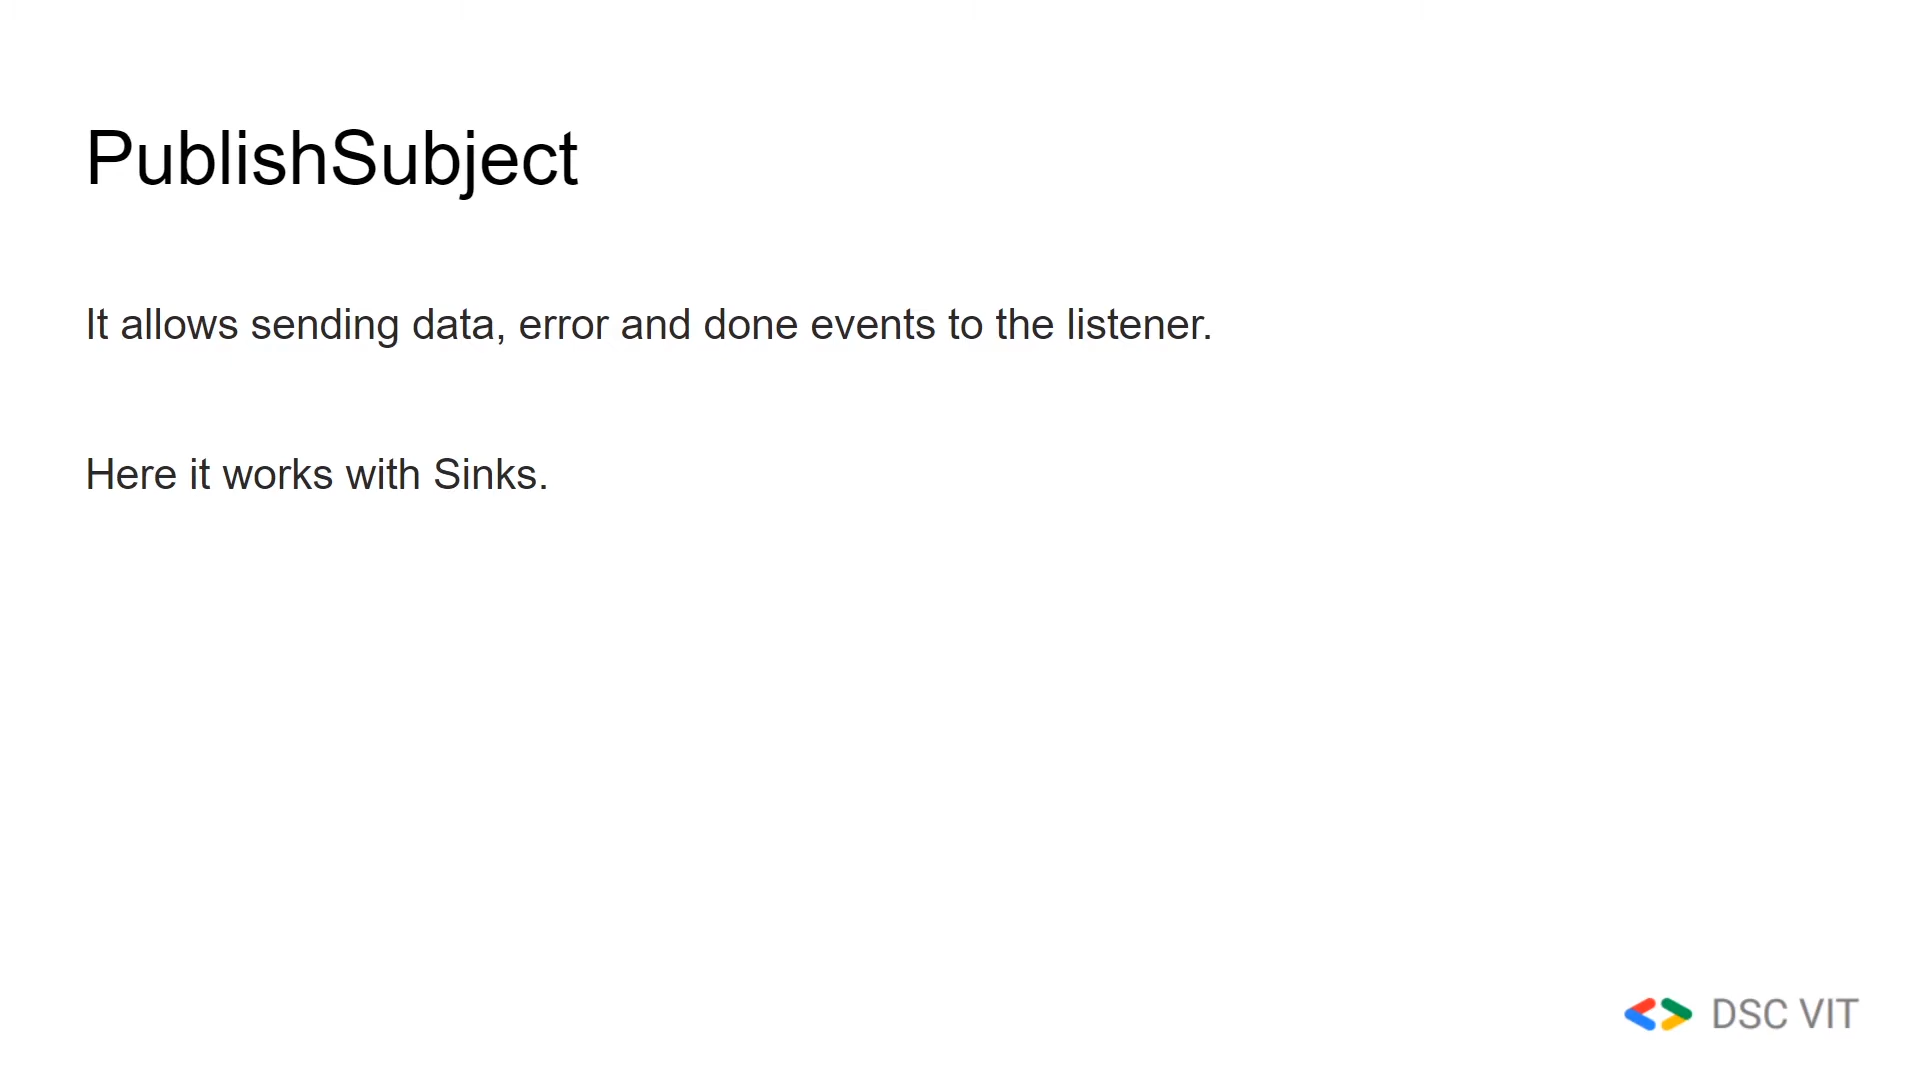 PublishSubject
It allows sending data, error and done events to the listener.
Here it works with Sinks.
DSC VIT